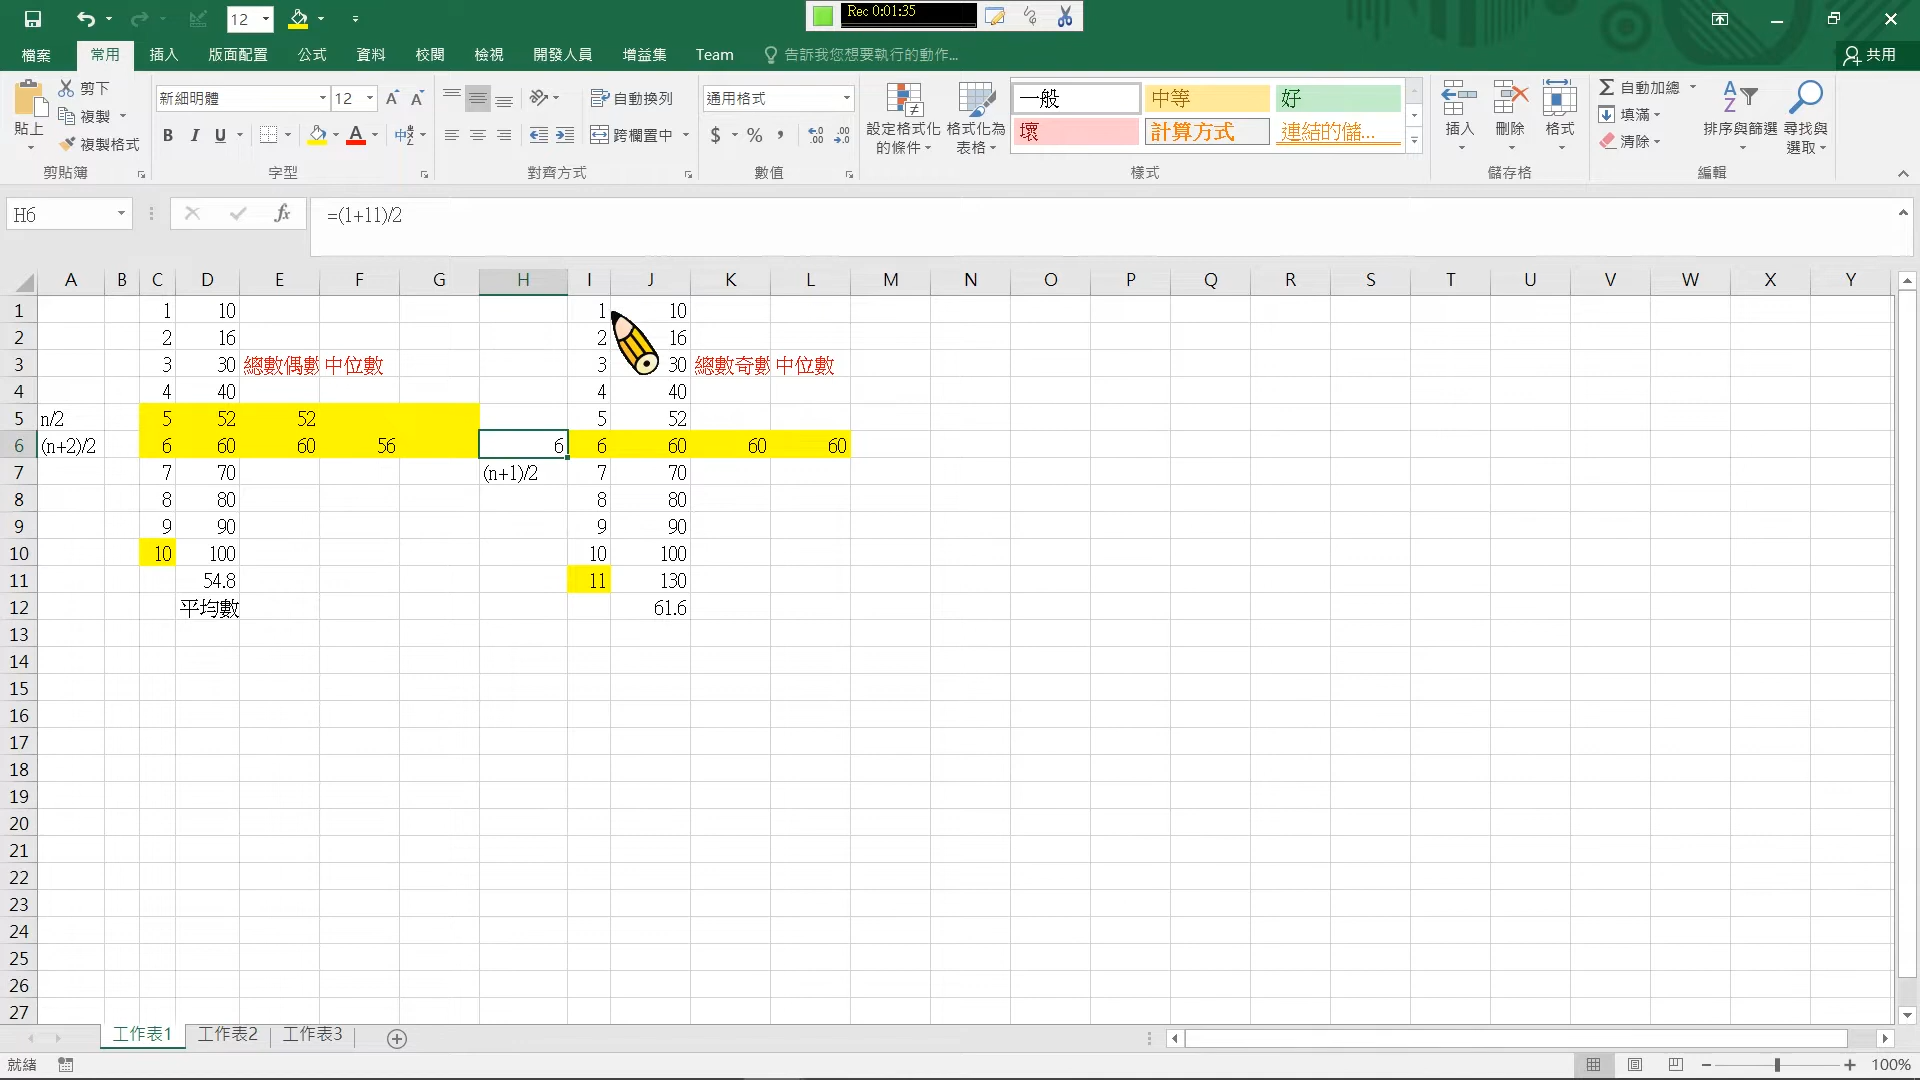 12
Rec 0:01:35
檔案 常用 插入 版面配置 公式 資料 校閱 檢視 開發人員 增益集 Team 告訴我您想要執行的動作... 共用
貼上 剪下 複製 複製格式 剪貼簿
新細明體 12 A A B I U A 中 字型
自動換列 跨欄置中 對齊方式
通用格式 $ % , 數值
設定格式化的條件 格式化為表格
一般 中等 好
壞 計算方式 連結的儲...
樣式
插入 刪除 格式 儲存格
自動加總 填滿 清除 排序與篩選 尋找與選取 編輯
H6 fx =(1+11)/2
A B C D E F G H I J K L M N O P Q R S T U V W X Y
1 1 10 1 10
2 2 16 2 16
3 3 30 總數偶數 中位數 3 30 總數奇數 中位數
4 4 40 4 40
5 n/2 5 52 52 5 52
6 (n+2)/2 6 60 60 56 6 6 60 60 60
7 7 70 (n+1)/2 7 70
8 8 80 8 80
9 9 90 9 90
10 10 100 10 100
11 54.8 11 130
12 平均數 61.6
13
14
15
16
17
18
19
20
21
22
23
24
25
26
27
工作表1 工作表2 工作表3
就緒 100%